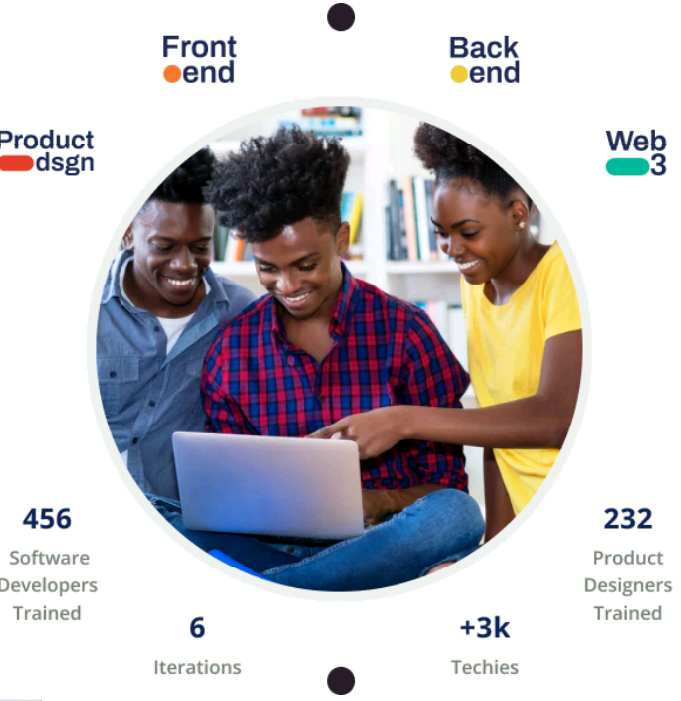 Front
end
Back
end
Product
dsgn
Web
3
456
Software
Developers
Trained
232
Product
Designers
Trained
6
Iterations
+3k
Techies